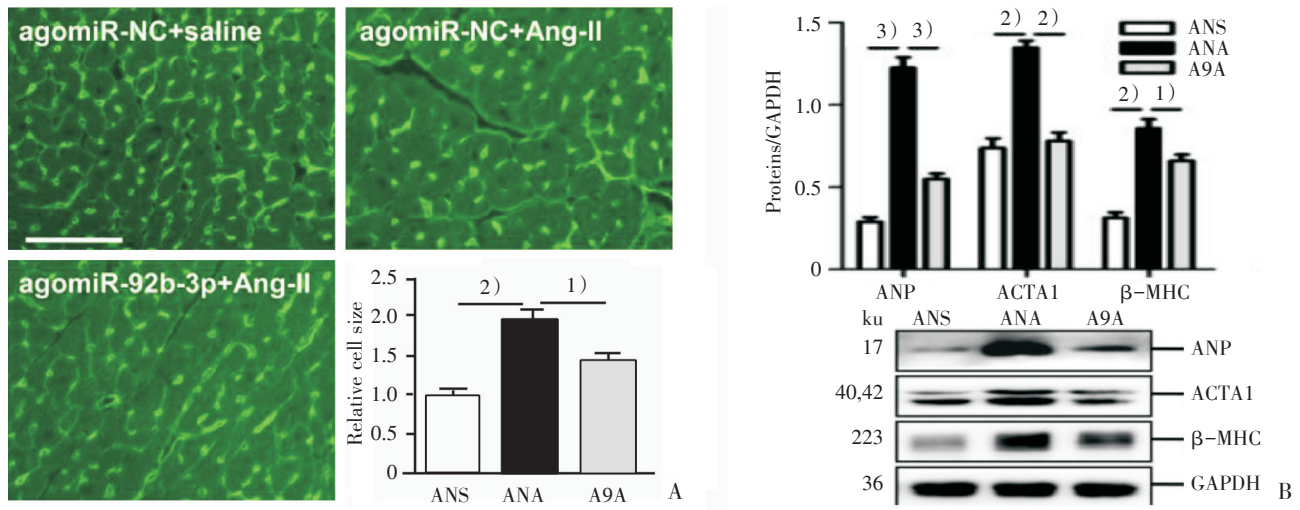 agomiR-NC+saline
agomiR-NC+Ang-II
agomiR-92b-3p+Ang-II
Relative cell size
2.5
2.0
1.5
1.0
0.5
0
2)
1)
ANS
ANA
A9A
A
Proteins/GAPDH
1.5
1.0
0.5
0
3)
3)
2)
2)
2)
1)
ANS
ANA
A9A
ANP
ACTA1
β-MHC
ku
ANS
ANA
A9A
17
ANP
40,42
ACTA1
223
β-MHC
36
GAPDH
B